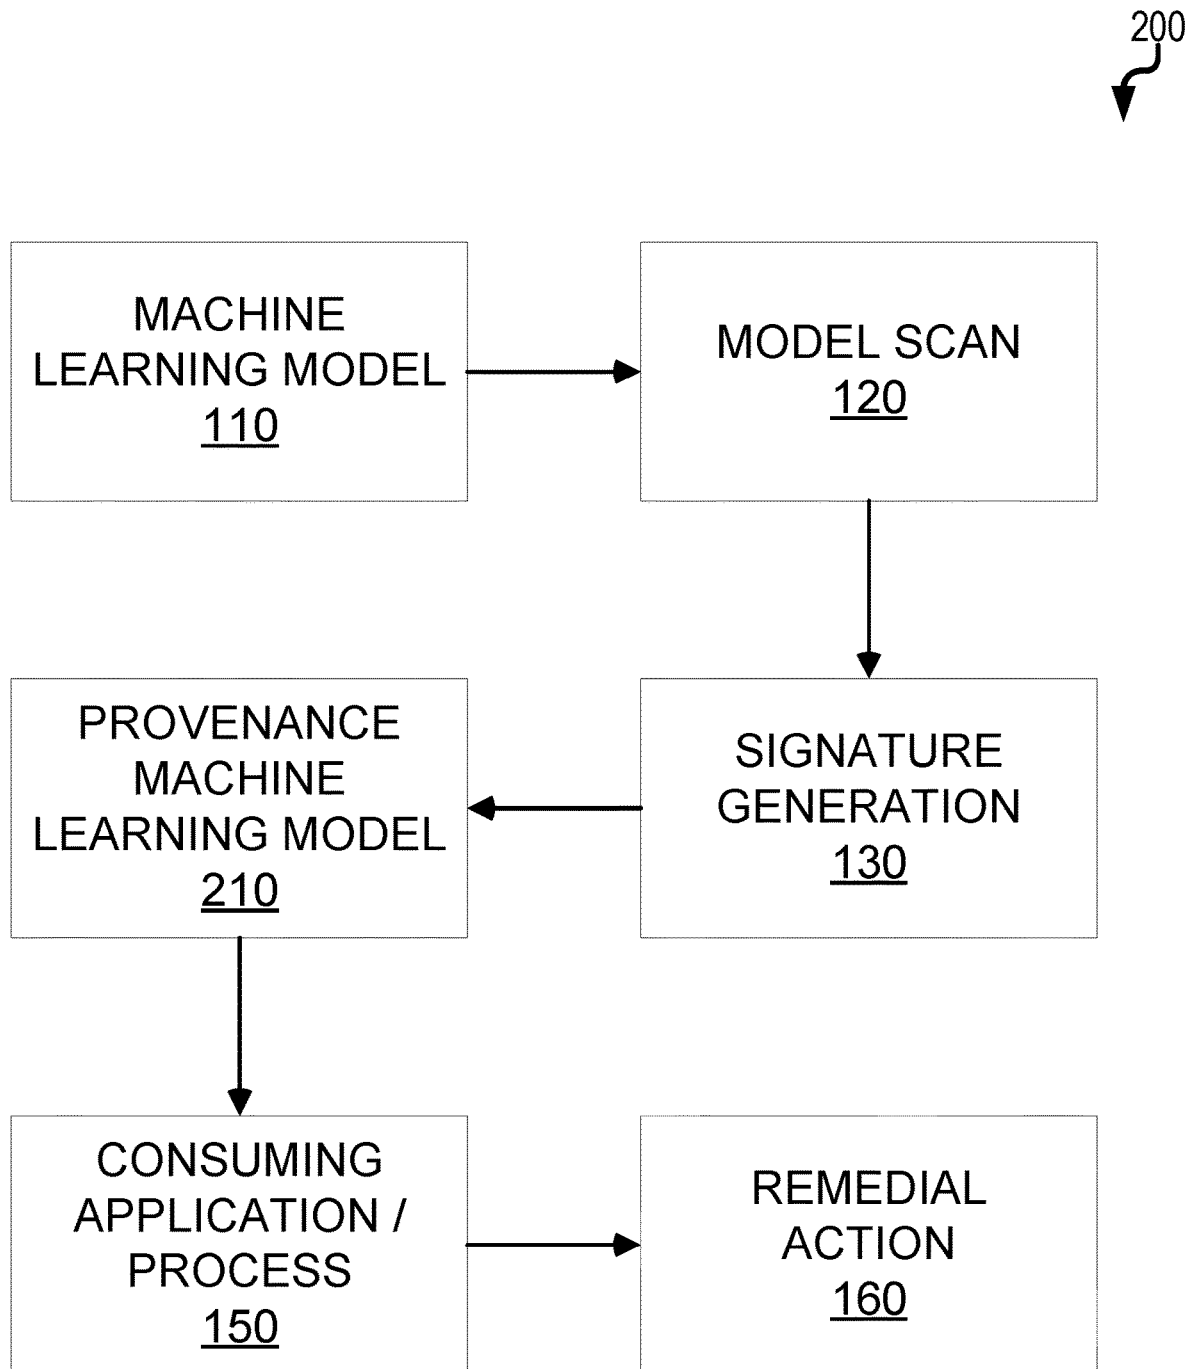 200
MACHINE
LEARNING MODEL
110
MODEL SCAN
120
PROVENANCE
MACHINE
LEARNING MODEL
210
SIGNATURE
GENERATION
130
CONSUMING
APPLICATION /
PROCESS
150
REMEDIAL
ACTION
160